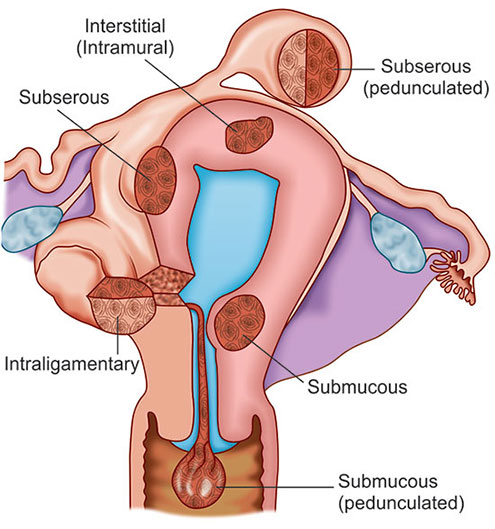 Interstitial
(Intramural)
Subserous
(pedunculated)
Subserous
Intraligamentary
Submucous
Submucous
(pedunculated)